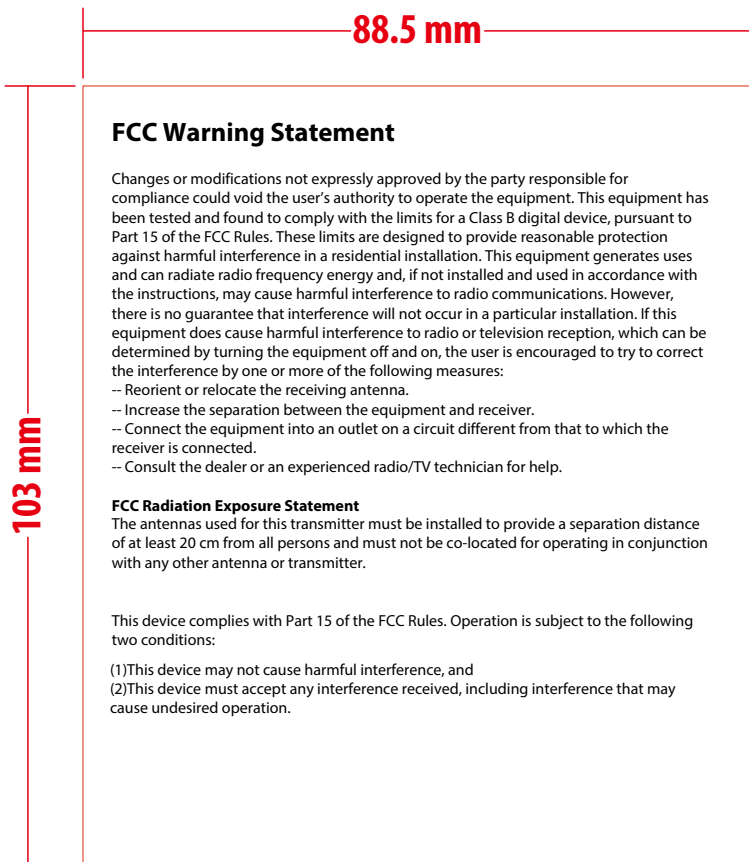 88.5 mm
103 mm
FCC Warning Statement
Changes or modifications not expressly approved by the party responsible for
compliance could void the user’s authority to operate the equipment. This equipment has
been tested and found to comply with the limits for a Class B digital device, pursuant to
Part 15 of the FCC Rules. These limits are designed to provide reasonable protection
against harmful interference in a residential installation. This equipment generates uses
and can radiate radio frequency energy and, if not installed and used in accordance with
the instructions, may cause harmful interference to radio communications. However,
there is no guarantee that interference will not occur in a particular installation. If this
equipment does cause harmful interference to radio or television reception, which can be
determined by turning the equipment off and on, the user is encouraged to try to correct
the interference by one or more of the following measures:
-- Reorient or relocate the receiving antenna.
-- Increase the separation between the equipment and receiver.
-- Connect the equipment into an outlet on a circuit different from that to which the
receiver is connected.
-- Consult the dealer or an experienced radio/TV technician for help.
FCC Radiation Exposure Statement
The antennas used for this transmitter must be installed to provide a separation distance
of at least 20 cm from all persons and must not be co-located for operating in conjunction
with any other antenna or transmitter.
This device complies with Part 15 of the FCC Rules. Operation is subject to the following
two conditions:
(1)This device may not cause harmful interference, and
(2)This device must accept any interference received, including interference that may
cause undesired operation.